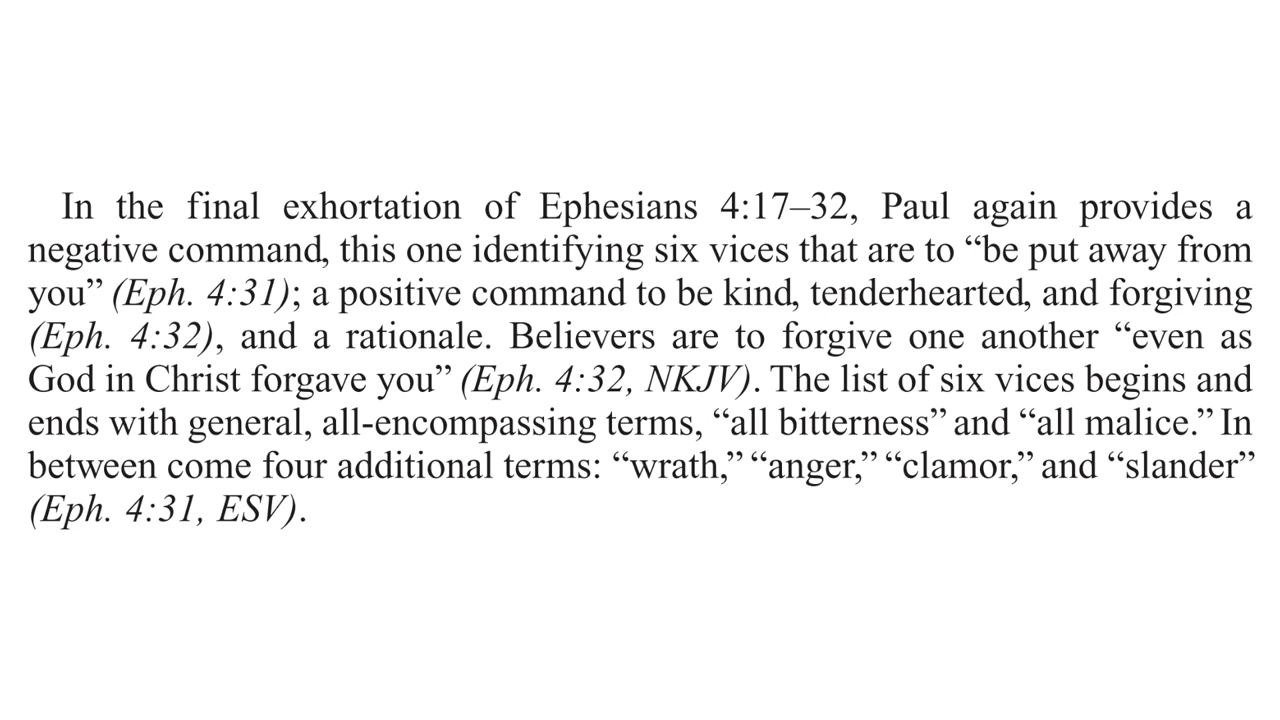 In the final exhortation of Ephesians 4:17–32, Paul again provides a
negative command, this one identifying six vices that are to “be put away from
you” (Eph. 4:31); a positive command to be kind, tenderhearted, and forgiving
(Eph. 4:32), and a rationale. Believers are to forgive one another “even as
God in Christ forgave you” (Eph. 4:32, NKJV). The list of six vices begins and
ends with general, all-encompassing terms, “all bitterness” and “all malice.” In
between come four additional terms: “wrath,” “anger,” “clamor,” and “slander”
(Eph. 4:31, ESV).